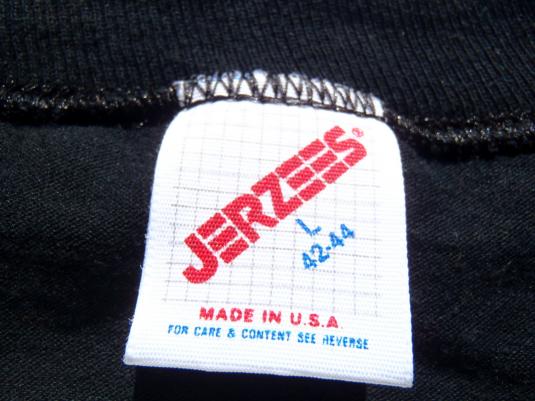 JERZEES®
L
42-44
MADE IN U.S.A.
FOR CARE & CONTENT SEE REVERSE